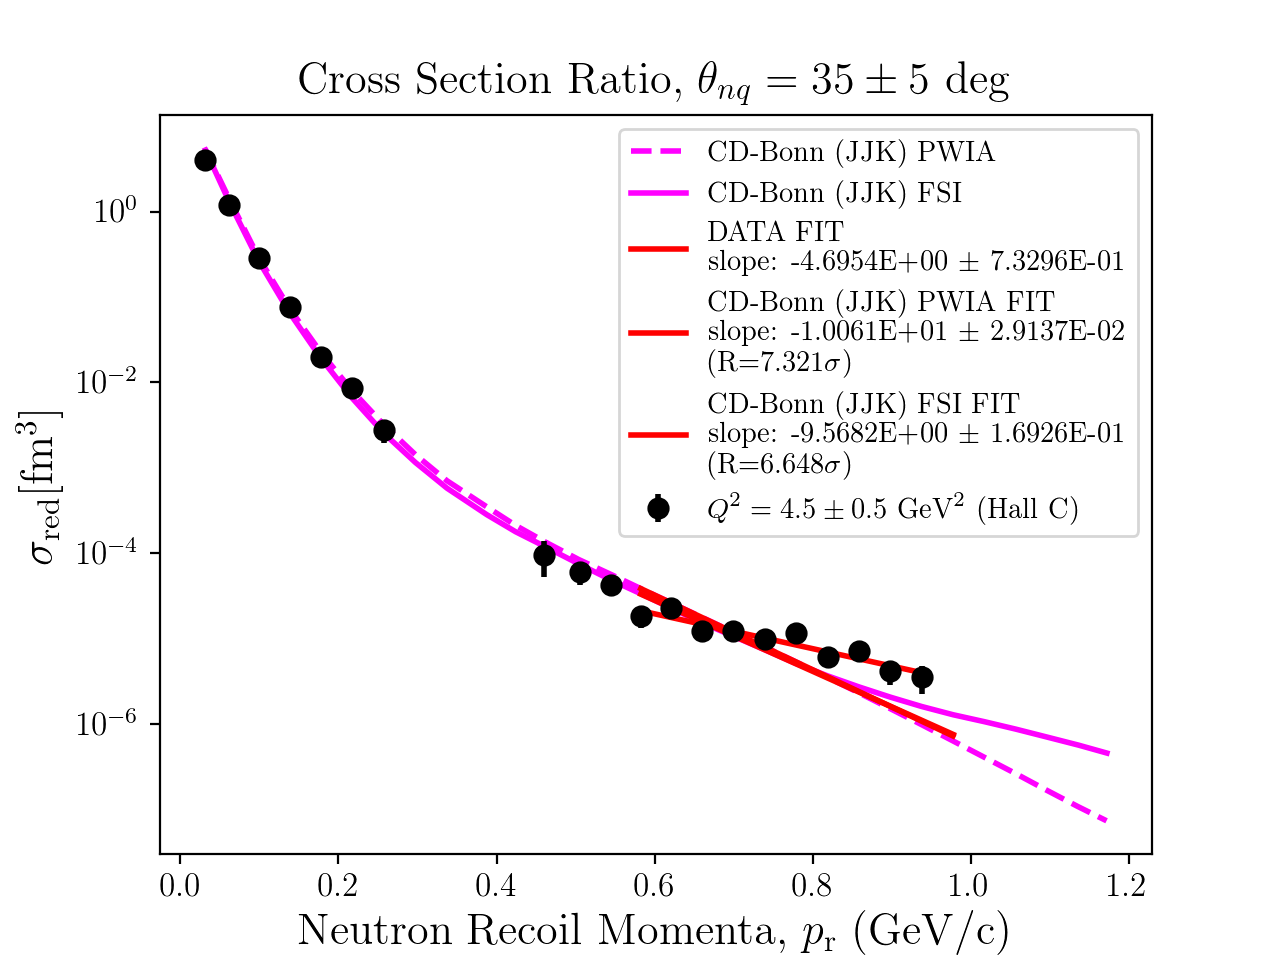 Cross Section Ratio, θnq = 35 ± 5 deg
CD-Bonn (JJK) PWIA
CD-Bonn (JJK) FSI
DATA FIT
slope: -4.6954E+00 ± 7.3296E-01
CD-Bonn (JJK) PWIA FIT
slope: -1.0061E+01 ± 2.9137E-02
(R=7.321σ)
CD-Bonn (JJK) FSI FIT
slope: -9.5682E+00 ± 1.6926E-01
(R=6.648σ)
Q² = 4.5 ± 0.5 GeV² (Hall C)
σred[fm³]
10⁰
10⁻²
10⁻⁴
10⁻⁶
0.0 0.2 0.4 0.6 0.8 1.0 1.2
Neutron Recoil Momenta, pr (GeV/c)